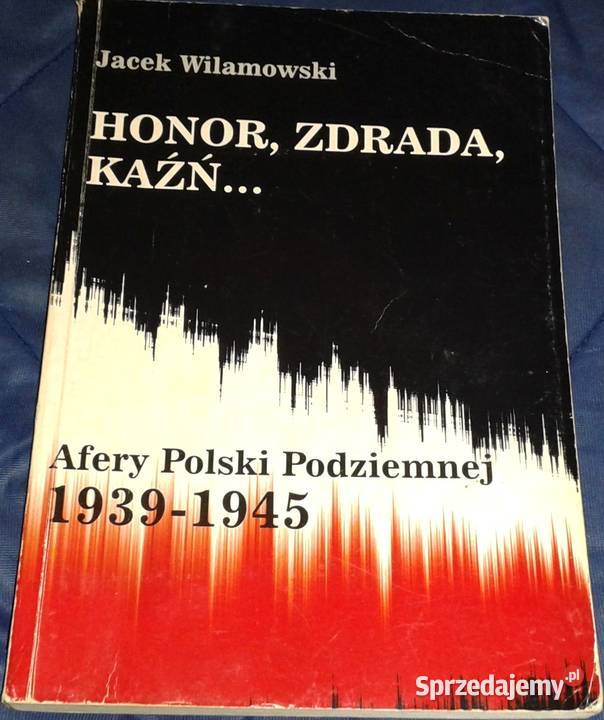 Jacek Wilamowski
HONOR, ZDRADA,
KAŹŃ...
Afery Polski Podziemnej
1939-1945
Sprzedajemy.pl